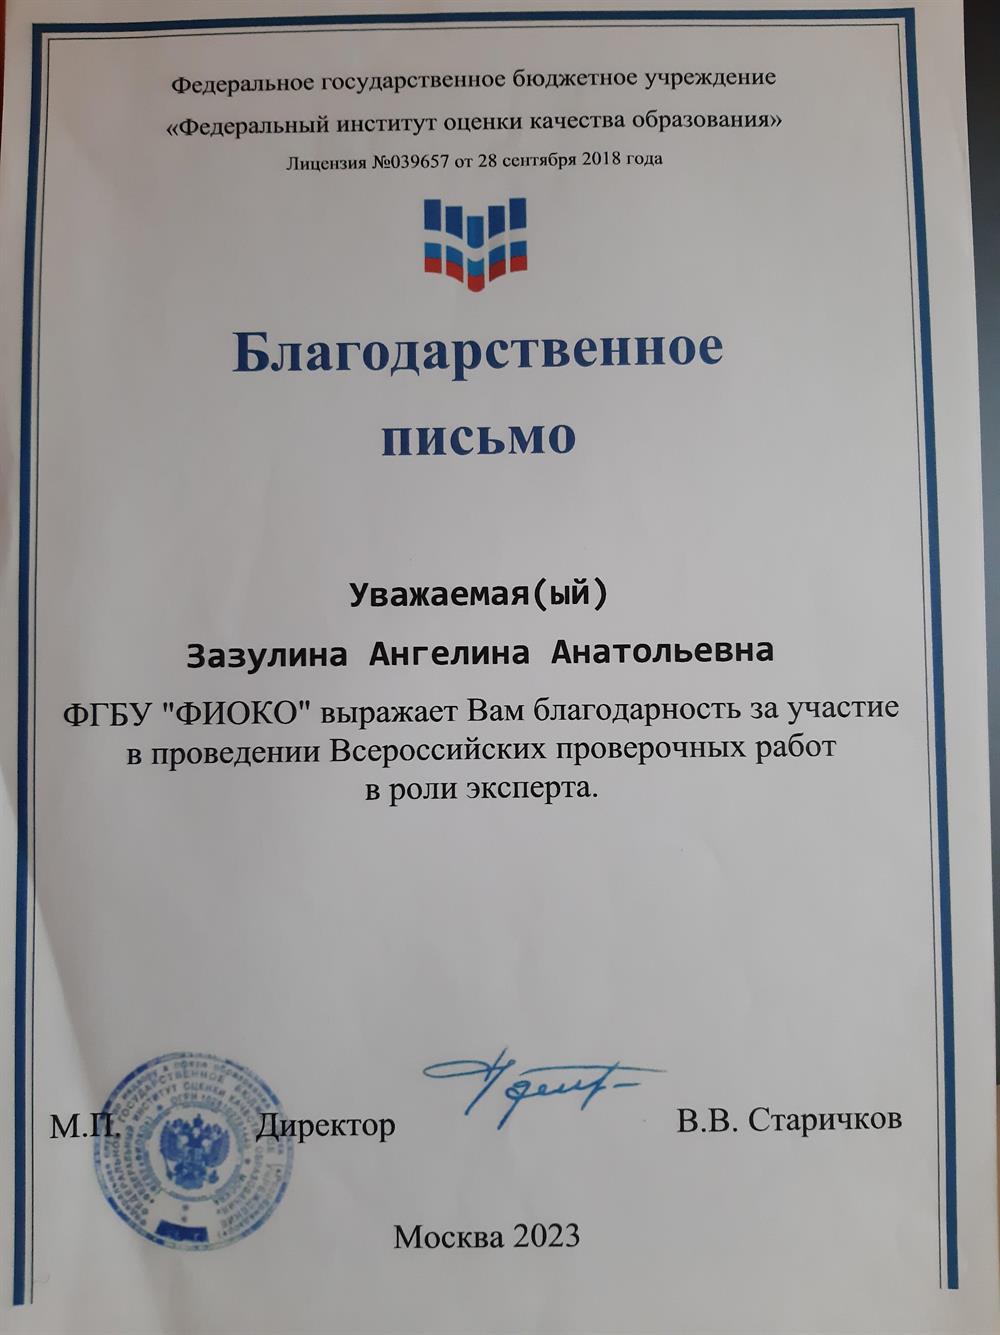 Федеральное государственное бюджетное учреждение
«Федеральный институт оценки качества образования»
Лицензия №039657 от 28 сентября 2018 года
Благодарственное
письмо
Уважаемая(ый)
Зазулина Ангелина Анатольевна
ФГБУ "ФИОКО" выражает Вам благодарность за участие
в проведении Всероссийских проверочных работ
в роли эксперта.
М.П.
Директор
В.В. Старичков
Москва 2023